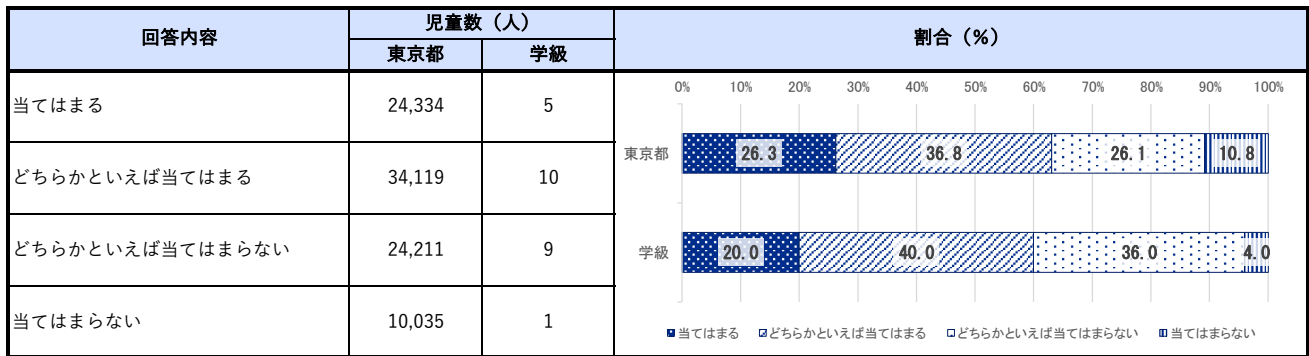 回答内容 児童数（人） 割合（％）
東京都 学級
当てはまる 24,334 5
どちらかといえば当てはまる 34,119 10
どちらかといえば当てはまらない 24,211 9
当てはまらない 10,035 1
0% 10% 20% 30% 40% 50% 60% 70% 80% 90% 100%
東京都 26.3 36.8 26.1 10.8
学級 20.0 40.0 36.0 4.0
当てはまる どちらかといえば当てはまる どちらかといえば当てはまらない 当てはまらない